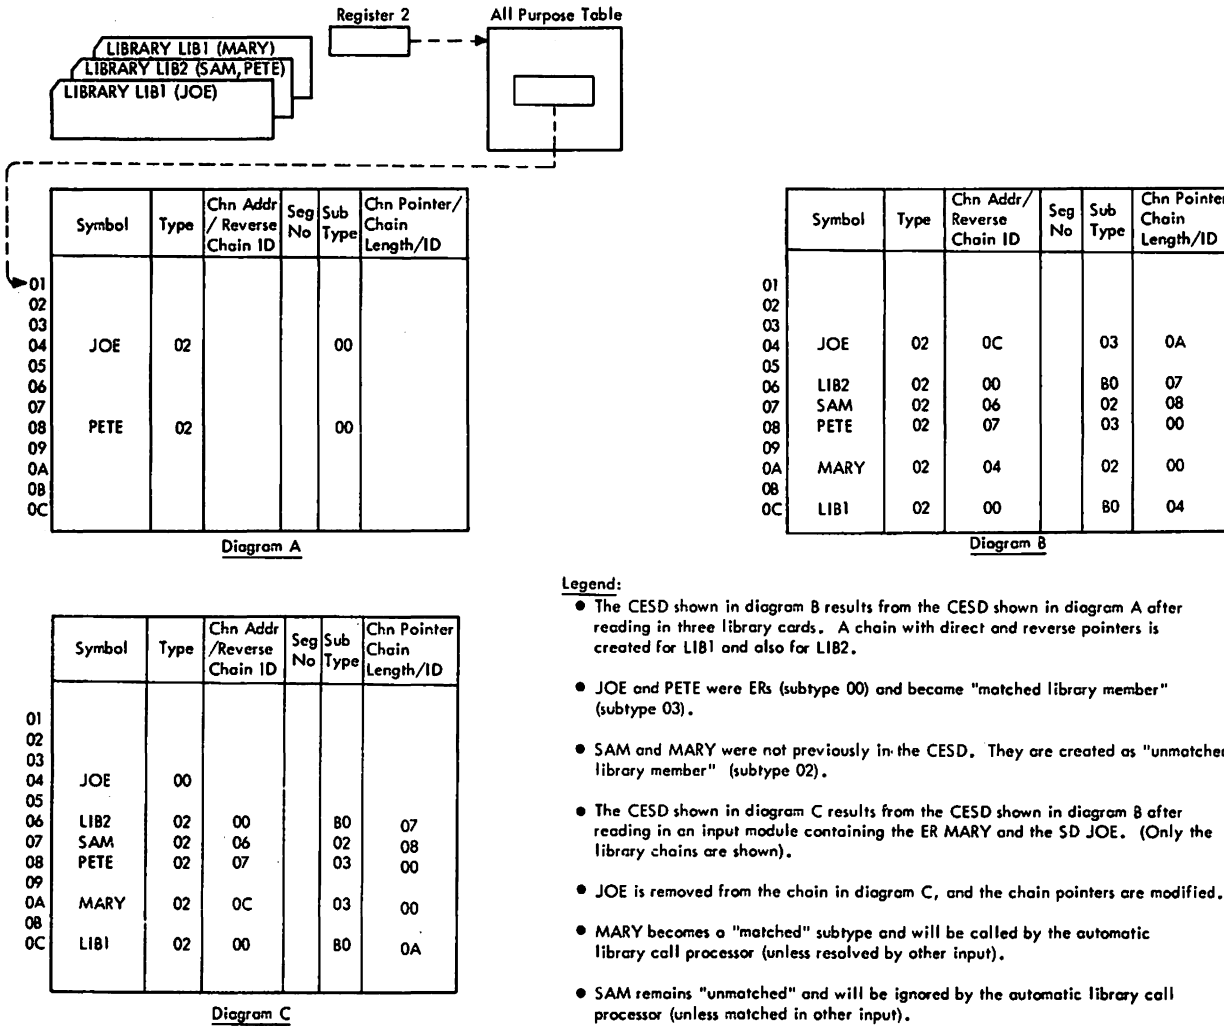 Register 2
All Purpose Table
LIBRARY LIB1 (MARY)
LIBRARY LIB2 (SAM, PETE)
LIBRARY LIB1 (JOE)
Symbol Type Chn Addr / Reverse Chain ID Seg No Sub Type Chn Pointer/ Chain Length/ID
01
02
03
04 JOE 02 00
05
06
07
08 PETE 02 00
09
0A
0B
0C
Diagram A
Symbol Type Chn Addr/ Reverse Chain ID Seg No Sub Type Chn Pointer Chain Length/ID
01
02
03
04 JOE 02 0C 03 0A
05
06 LIB2 02 00 B0 07
07 SAM 02 06 02 08
08 PETE 02 07 03 00
09
0A MARY 02 04 02 00
0B
0C LIB1 02 00 B0 04
Diagram B
Symbol Type Chn Addr /Reverse Chain ID Seg No Sub Type Chn Pointer Chain Length/ID
01
02
03
04 JOE 00
05
06 LIB2 02 00 B0 07
07 SAM 02 06 02 08
08 PETE 02 07 03 00
09
0A MARY 02 0C 03 00
0B
0C LIB1 02 00 B0 0A
Diagram C
Legend:
● The CESD shown in diagram B results from the CESD shown in diagram A after
reading in three library cards. A chain with direct and reverse pointers is
created for LIB1 and also for LIB2.
● JOE and PETE were ERs (subtype 00) and became "matched library member"
(subtype 03).
● SAM and MARY were not previously in the CESD. They are created as "unmatched
library member" (subtype 02).
● The CESD shown in diagram C results from the CESD shown in diagram B after
reading in an input module containing the ER MARY and the SD JOE. (Only the
library chains are shown).
● JOE is removed from the chain in diagram C, and the chain pointers are modified.
● MARY becomes a "matched" subtype and will be called by the automatic
library call processor (unless resolved by other input).
● SAM remains "unmatched" and will be ignored by the automatic library call
processor (unless matched in other input).